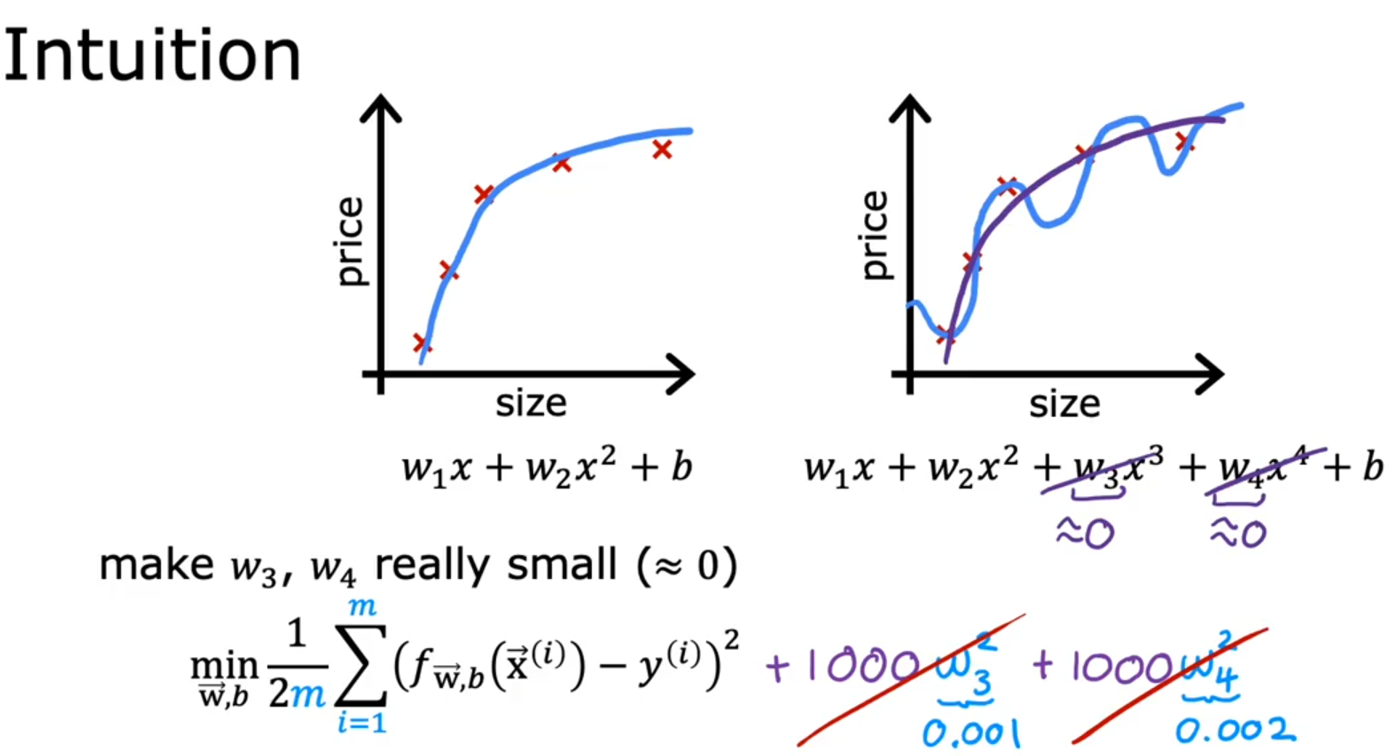 Intuition
price
size
price
size
w₁x + w₂x² + b
w₁x + w₂x² + w₃x³ + w₄x⁴ + b
≈0 ≈0
make w₃, w₄ really small (≈ 0)
min w⃗,b 1/2m ∑ i=1 m (f w⃗,b (x⃗⁽ⁱ⁾) − y⁽ⁱ⁾)² + 1000 w₃² + 1000 w₄²
0.001 0.002